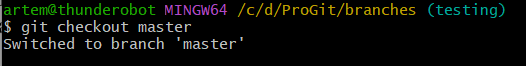 artem@thunderobot MINGW64 /c/d/ProGit/branches (testing)
$ git checkout master
Switched to branch 'master'